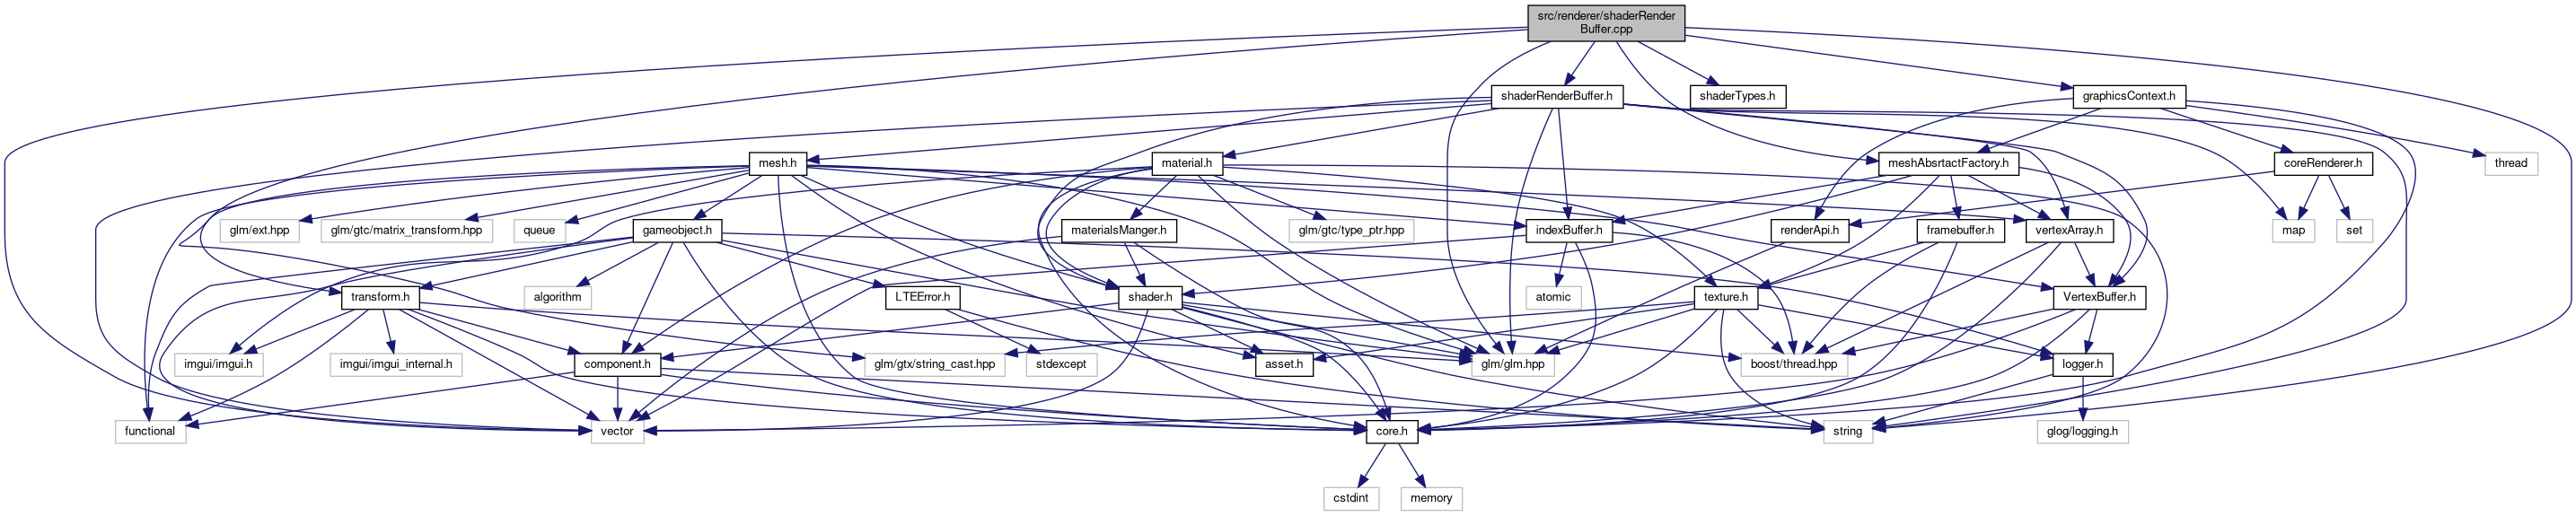 src/renderer/shaderRender
Buffer.cpp
shaderRenderBuffer.h
shaderTypes.h
graphicsContext.h
mesh.h
material.h
meshAbsrtactFactory.h
coreRenderer.h
thread
glm/ext.hpp
glm/gtc/matrix_transform.hpp
queue
gameobject.h
materialsManger.h
glm/gtc/type_ptr.hpp
indexBuffer.h
renderApi.h
framebuffer.h
vertexArray.h
map
set
transform.h
algorithm
LTEError.h
shader.h
atomic
texture.h
VertexBuffer.h
imgui/imgui.h
imgui/imgui_internal.h
component.h
glm/gtx/string_cast.hpp
stdexcept
asset.h
glm/glm.hpp
boost/thread.hpp
logger.h
functional
vector
core.h
string
glog/logging.h
cstdint
memory